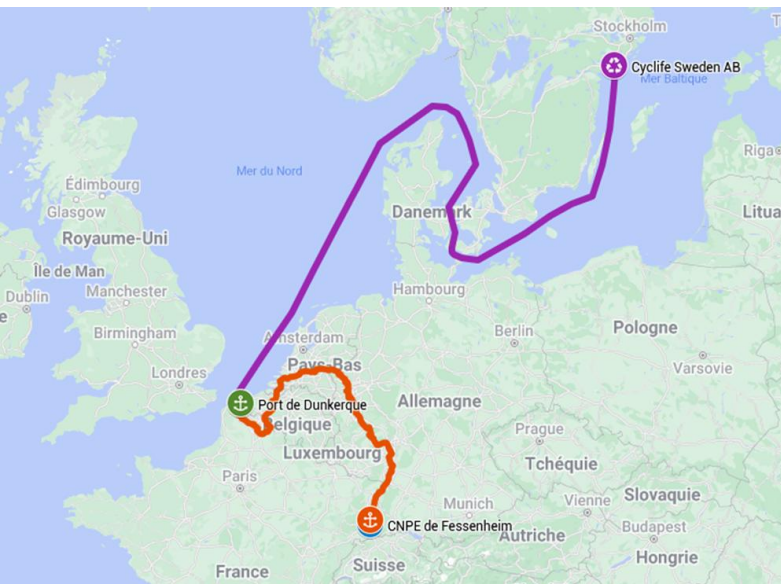 Stockholm
Cyclife Sweden AB
Mer Baltique
Mer du Nord
Riga
Édimbourg
Glasgow
Danemark
Litua
Royaume-Uni
Île de Man
Dublin
Manchester
Hambourg
Birmingham
Amsterdam
Berlin
Pologne
Pays-Bas
Varsovie
Londres
Port de Dunkerque
Allemagne
elgique
Prague
Luxembourg
Tchéquie
Paris
Munich
Vienne
Slovaquie
CNPE de Fessenheim
Autriche
Budapest
France
Suisse
Hongrie